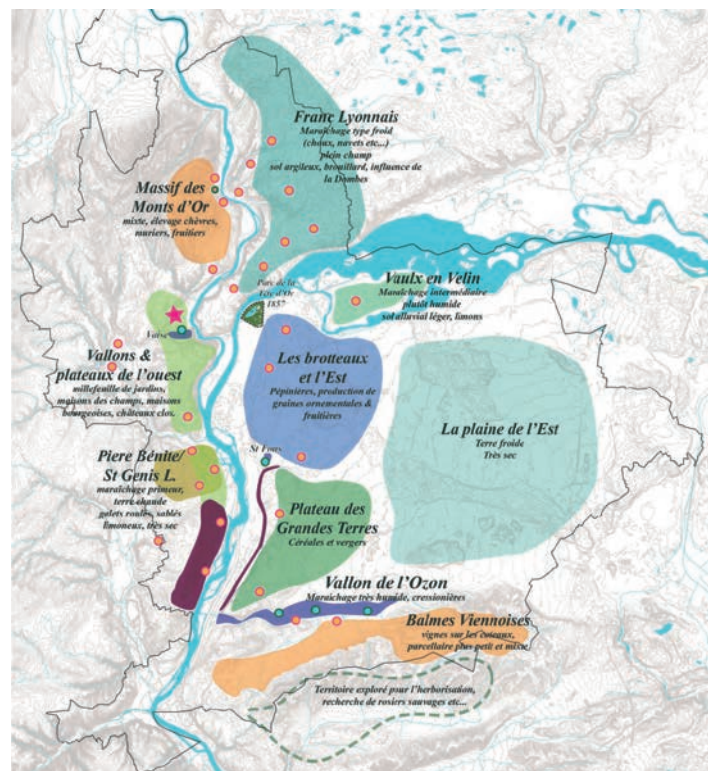 Franc Lyonnais
Maraîchage type froid
(choux, navets etc...)
plein champ
sol argileux, brouillard, influence de
la Dombes
Massif des
Monts d'Or
mixte, élevage chèvres,
muriers, fruitiers
Parc de la
Tête d'Or
1857
Vaulx en Velin
Maraîchage intermédiaire
plutôt humide
sol alluvial léger, limons
Vaise
Vallons &
plateaux de l'ouest
millefeuille de jardins,
maisons des champs, maisons
bourgeoises, châteaux clos.
Les brotteaux
et l'Est
Pépinières, production de
graines ornementales &
fruitières
La plaine de l'Est
Terre froide
Très sec
St Fons
Piere Bénite/
St Genis L.
maraîchage primeur,
terre chaude
galets roulés, sablés
limoneux, très sec
Plateau des
Grandes Terres
Céréales et vergers
Vallon de l'Ozon
Maraichage très humide, cressionières
Balmes Viennoises
vignes sur les coteaux,
parcellaire plus petit et mixte
Territoire exploré pour l'herborisation,
recherche de rosiers sauvages etc...